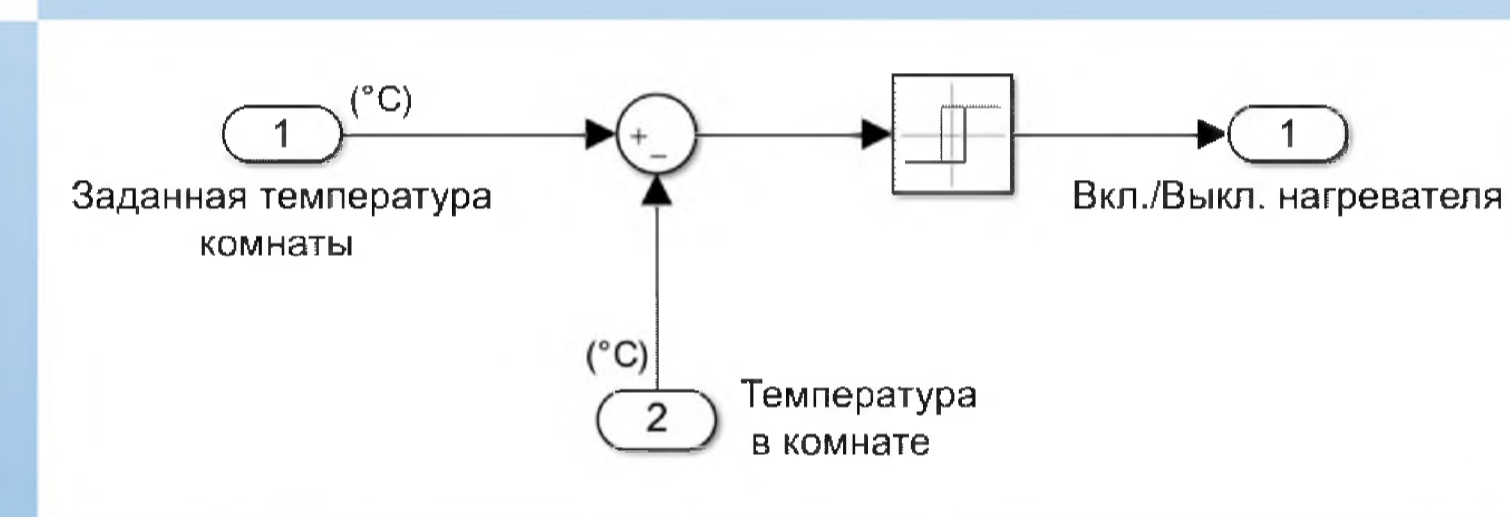 (°C)
1
+
−
1
Заданная температура
комнаты
Вкл./Выкл. нагревателя
(°C)
2
Температура
в комнате